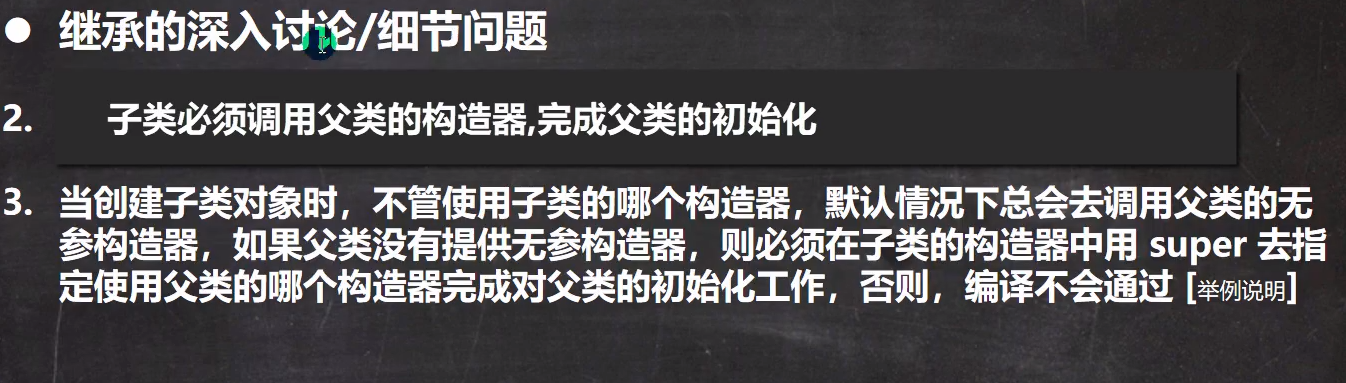 ● 继承的深入讨论/细节问题
2. 子类必须调用父类的构造器,完成父类的初始化
3. 当创建子类对象时，不管使用子类的哪个构造器，默认情况下总会去调用父类的无
参构造器，如果父类没有提供无参构造器，则必须在子类的构造器中用 super 去指
定使用父类的哪个构造器完成对父类的初始化工作，否则，编译不会通过 [举例说明]